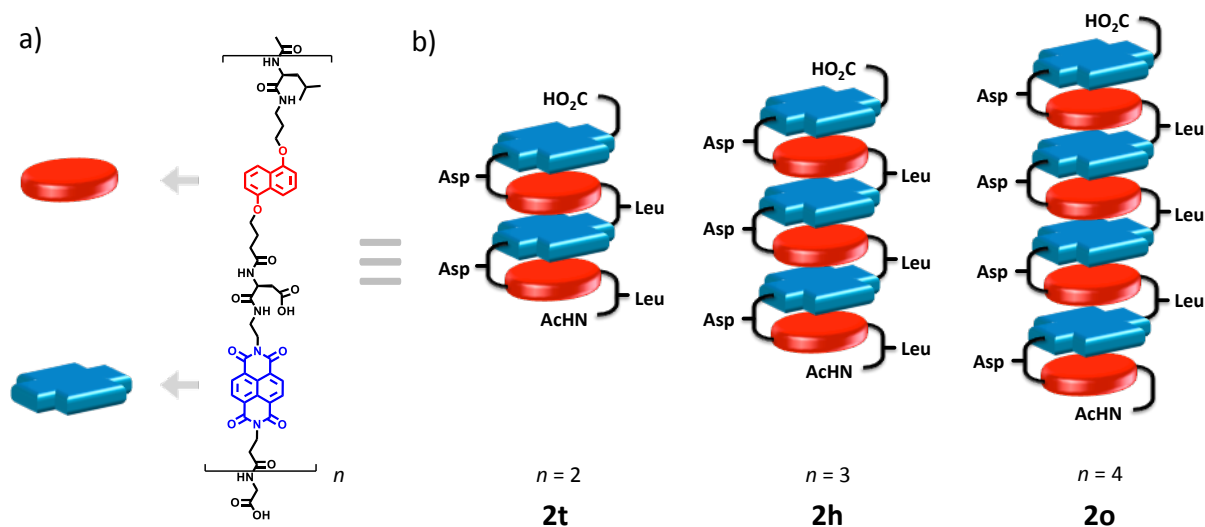 a)
O
HN
O
NH
O
O
O
HN
O
O
OH
HN
O N O
O N O
O
HN
n
O
OH
b)
HO₂C
Asp
Leu
Asp
Leu
AcHN
n = 2
2t
HO₂C
Asp
Leu
Asp
Leu
Asp
Leu
AcHN
n = 3
2h
HO₂C
Asp
Leu
Asp
Leu
Asp
Leu
Asp
AcHN
n = 4
2o